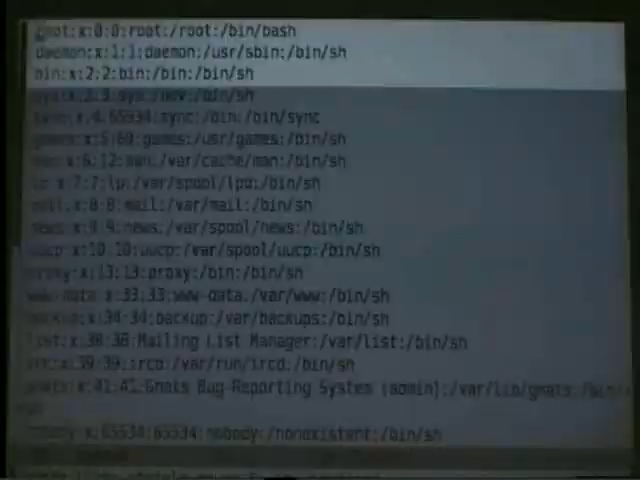 root:x:0:0:root:/root:/bin/bash
daemon:x:1:1:daemon:/usr/sbin:/bin/sh
bin:x:2:2:bin:/bin:/bin/sh
sys:x:3:3:sys:/dev:/bin/sh
sync:x:4:65534:sync:/bin:/bin/sync
games:x:5:60:games:/usr/games:/bin/sh
man:x:6:12:man:/var/cache/man:/bin/sh
lp:x:7:7:lp:/var/spool/lpd:/bin/sh
mail:x:8:8:mail:/var/mail:/bin/sh
news:x:9:9:news:/var/spool/news:/bin/sh
uucp:x:10:10:uucp:/var/spool/uucp:/bin/sh
proxy:x:13:13:proxy:/bin:/bin/sh
www-data:x:33:33:www-data:/var/www:/bin/sh
backup:x:34:34:backup:/var/backups:/bin/sh
list:x:38:38:Mailing List Manager:/var/list:/bin/sh
irc:x:39:39:ircd:/var/run/ircd:/bin/sh
gnats:x:41:41:Gnats Bug-Reporting System (admin):/var/lib/gnats:/bin/
nobody:x:65534:65534:nobody:/nonexistent:/bin/sh